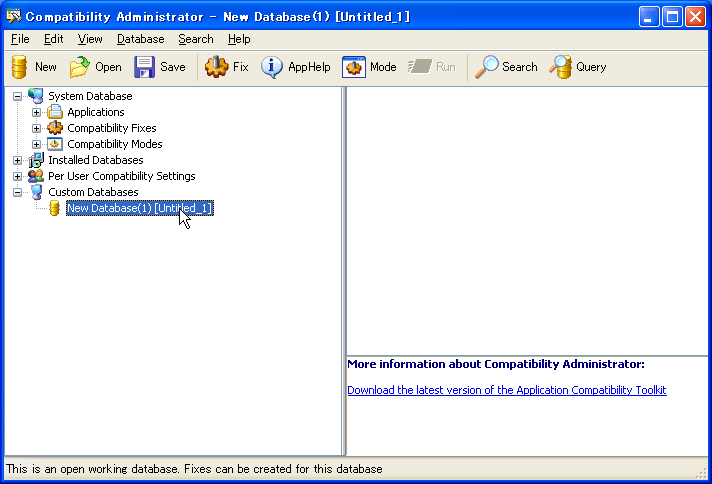 Compatibility Administrator - New Database(1) [Untitled_1]
File Edit View Database Search Help
New Open Save Fix AppHelp Mode Run Search Query
System Database
Applications
Compatibility Fixes
Compatibility Modes
Installed Databases
Per User Compatibility Settings
Custom Databases
New Database(1) [Untitled_1]
More information about Compatibility Administrator:
Download the latest version of the Application Compatibility Toolkit
This is an open working database. Fixes can be created for this database